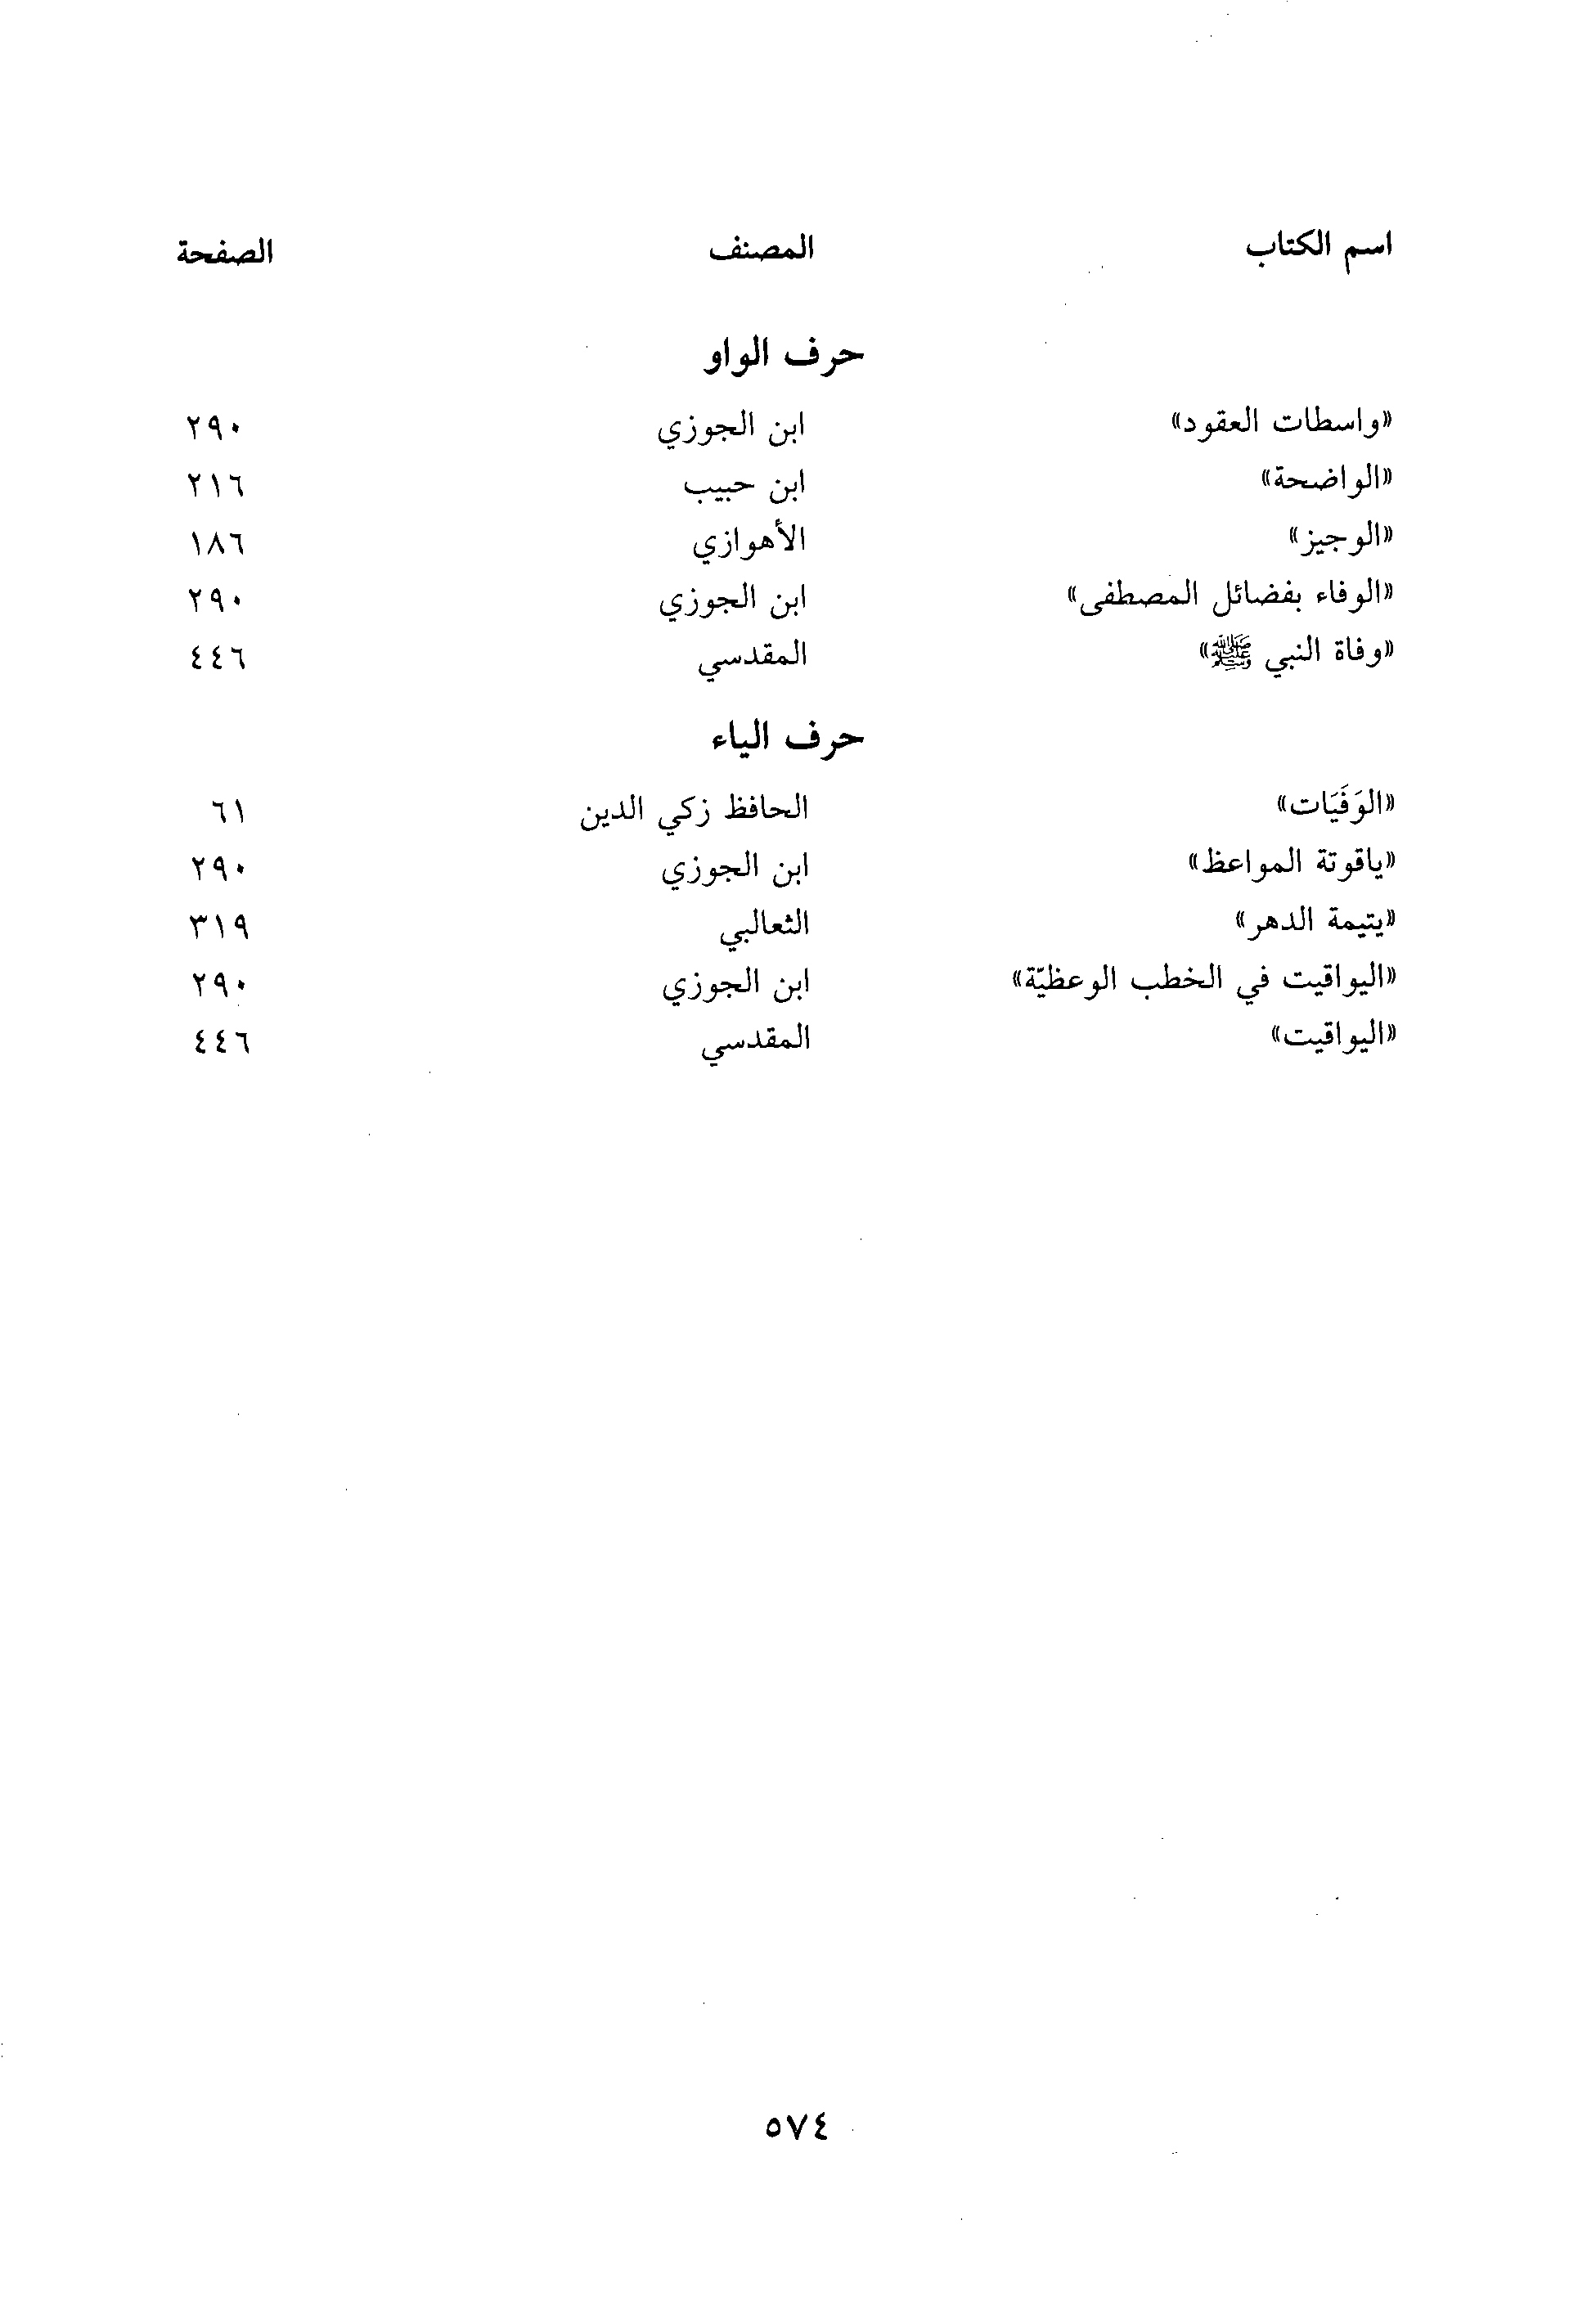 اسم الكتاب المصنف الصفحة
حرف الواو
«واسطات العقود» ابن الجوزي ٢٩٠
«الواضحة» ابن حبيب ٢١٦
«الوجيز» الأهوازي ١٨٦
«الوفاء بفضائل المصطفى» ابن الجوزي ٢٩٠
«وفاة النبي ﷺ» المقدسي ٤٤٦
حرف الياء
«الوَفَيَات» الحافظ زكي الدين ٦١
«ياقوتة المواعظ» ابن الجوزي ٢٩٠
«يتيمة الدهر» الثعالبي ٣١٩
«اليواقيت في الخطب الوعظيّة» ابن الجوزي ٢٩٠
«اليواقيت» المقدسي ٤٤٦
٥٧٤